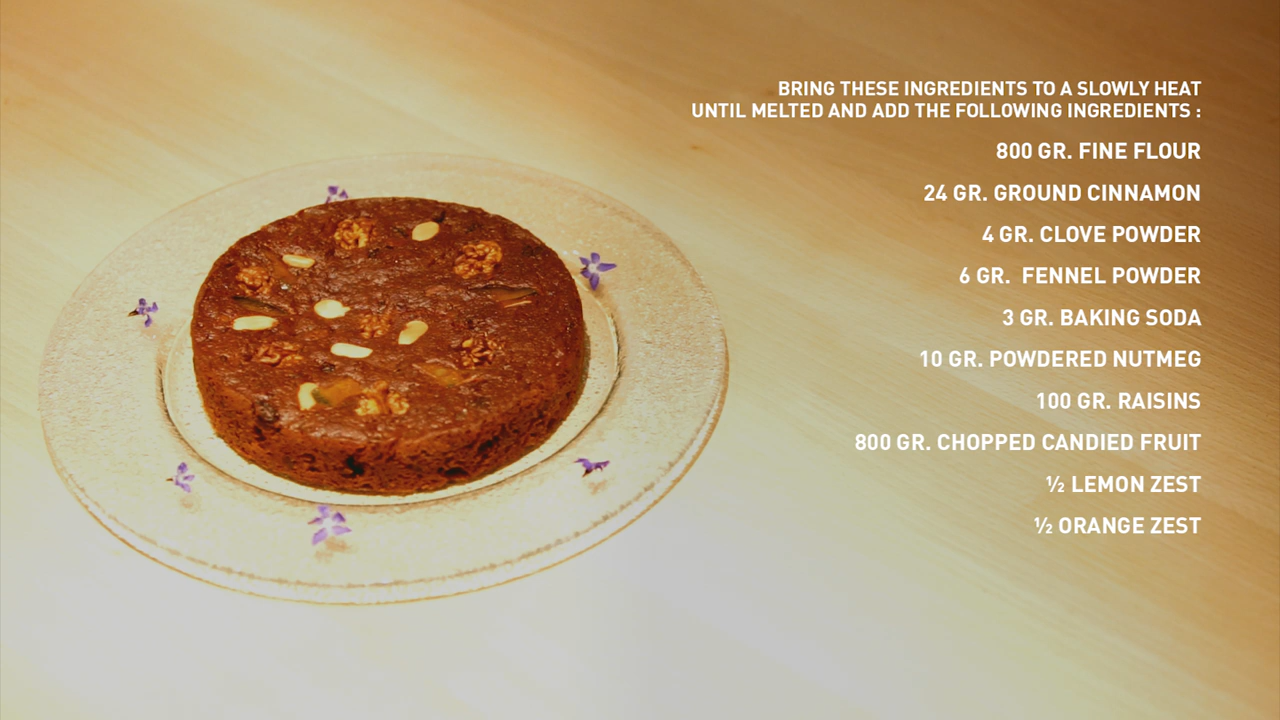 BRING THESE INGREDIENTS TO A SLOWLY HEAT
UNTIL MELTED AND ADD THE FOLLOWING INGREDIENTS :
800 GR. FINE FLOUR
24 GR. GROUND CINNAMON
4 GR. CLOVE POWDER
6 GR.  FENNEL POWDER
3 GR. BAKING SODA
10 GR. POWDERED NUTMEG
100 GR. RAISINS
800 GR. CHOPPED CANDIED FRUIT
½ LEMON ZEST
½ ORANGE ZEST